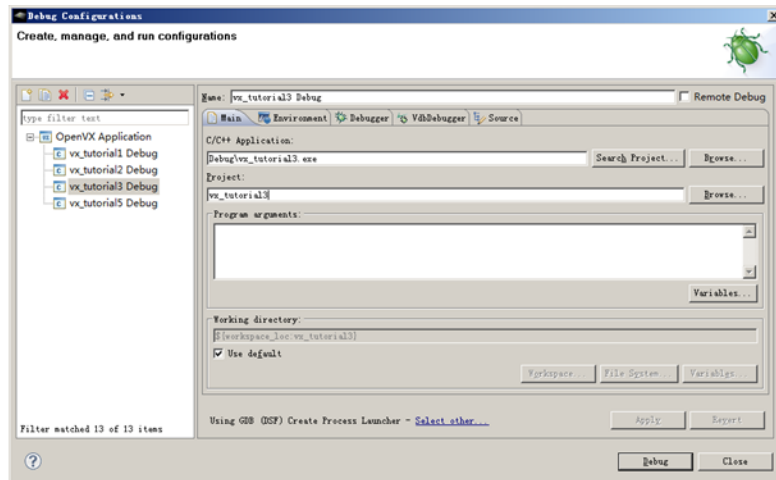 Debug Configurations
Create, manage, and run configurations
Name: vx_tutorial3 Debug
Remote Debug
type filter text
OpenVX Application
vx_tutorial1 Debug
vx_tutorial2 Debug
vx_tutorial3 Debug
vx_tutorial5 Debug
Filter matched 13 of 13 items
Main Environment Debugger VdbDebugger Source
C/C++ Application:
Debug\vx_tutorial3.exe
Search Project... Browse...
Project:
vx_tutorial3
Browse...
Program arguments:
Variables...
Working directory:
${workspace_loc:vx_tutorial3}
Use default
Workspace... File System... Variables...
Using GDB (DSF) Create Process Launcher - Select other...
Apply Revert
Debug Close